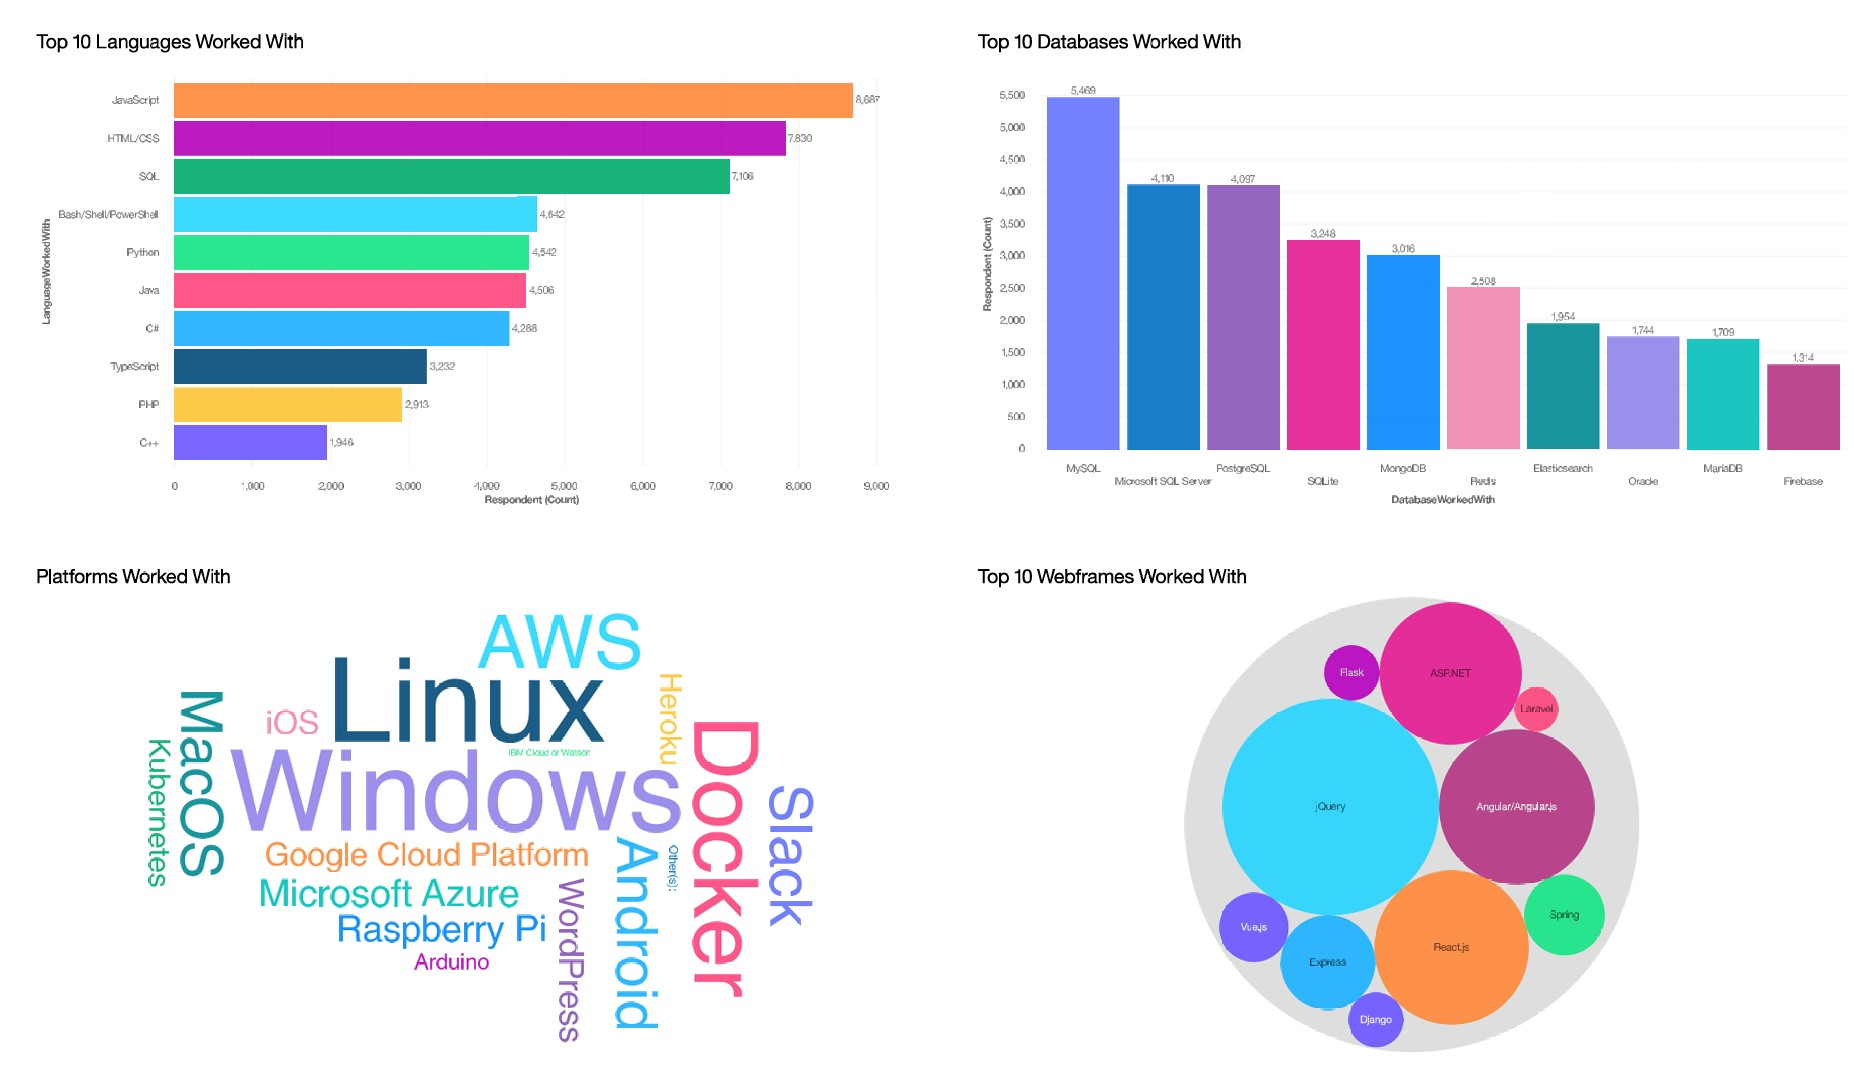 Top 10 Languages Worked With
LanguageWorkedWith
JavaScript
8,687
HTML/CSS
7,830
SQL
7,106
Bash/Shell/PowerShell
4,642
Python
4,542
Java
4,506
C#
4,288
TypeScript
3,232
PHP
2,913
C++
1,946
0 1,000 2,000 3,000 4,000 5,000 6,000 7,000 8,000 9,000
Respondent (Count)
Top 10 Databases Worked With
Respondent (Count)
5,500
5,000
4,500
4,000
3,500
3,000
2,500
2,000
1,500
1,000
500
0
5,469
4,110
4,097
3,248
3,016
2,508
1,954
1,744
1,709
1,314
MySQL
Microsoft SQL Server
PostgreSQL
SQLite
MongoDB
Redis
Elasticsearch
Oracle
MariaDB
Firebase
DatabaseWorkedWith
Platforms Worked With
AWS
Linux
iOS
Heroku
MacOS
Kubernetes
IBM Cloud or Watson
Windows
Docker
Slack
Google Cloud Platform
Android
Other(s):
Microsoft Azure
WordPress
Raspberry Pi
Arduino
Top 10 Webframes Worked With
Flask
ASP.NET
Laravel
jQuery
Angular/Angular.js
Spring
Vue.js
React.js
Express
Django